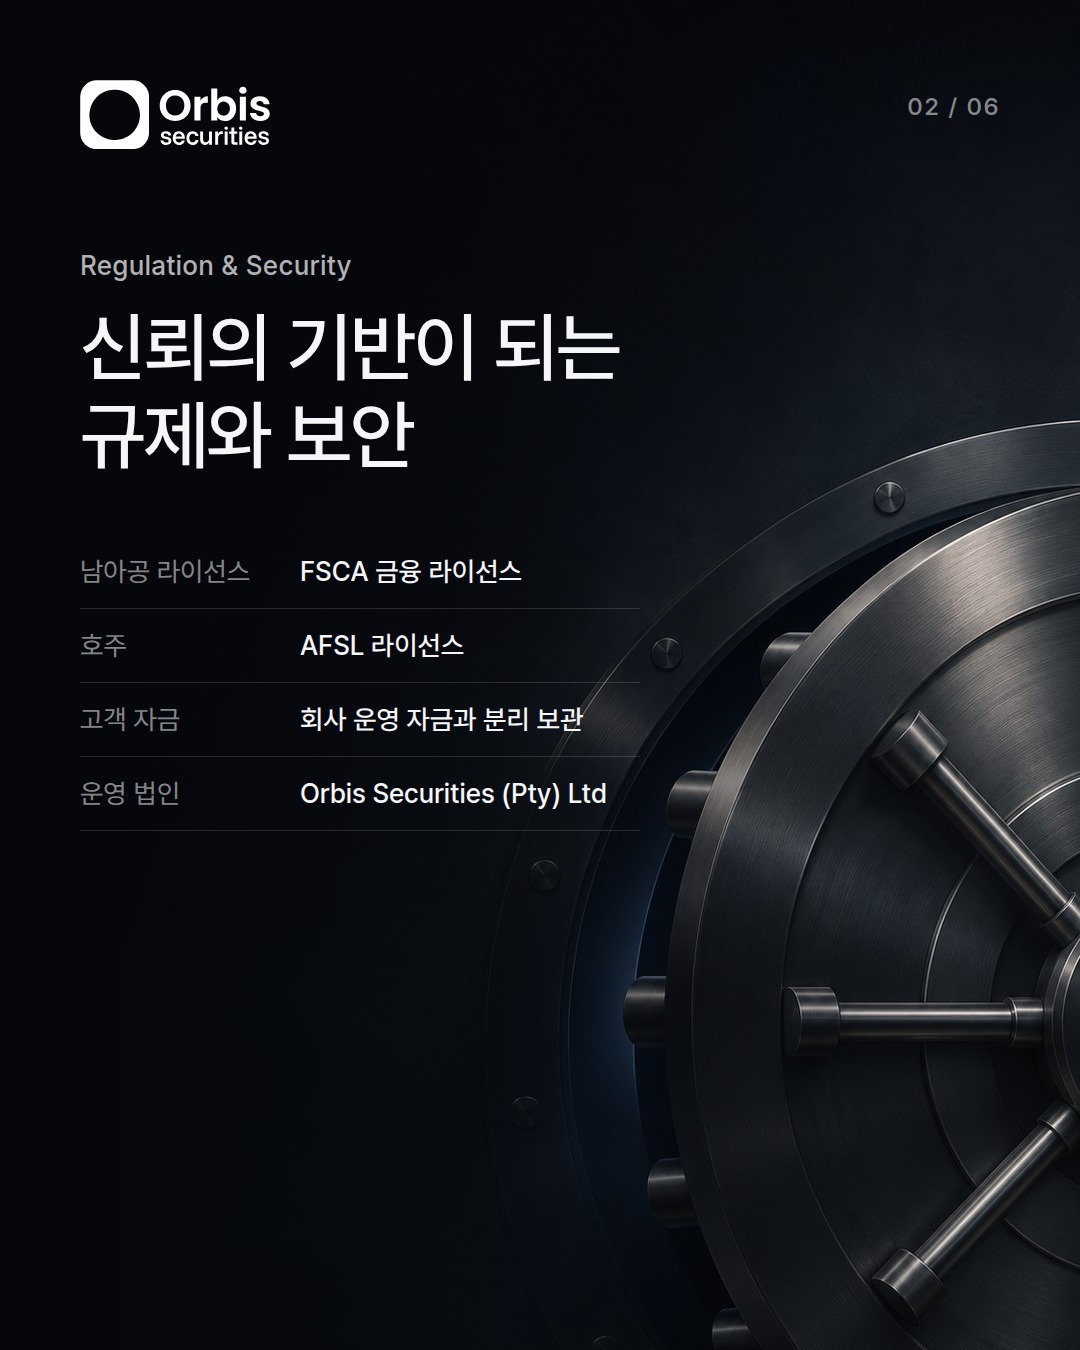 Orbis
securities
02 / 06
Regulation & Security
신뢰의 기반이 되는
규제와 보안
남아공 라이선스 FSCA 금융 라이선스
호주 AFSL 라이선스
고객 자금 회사 운영 자금과 분리 보관
운영 법인 Orbis Securities (Pty) Ltd